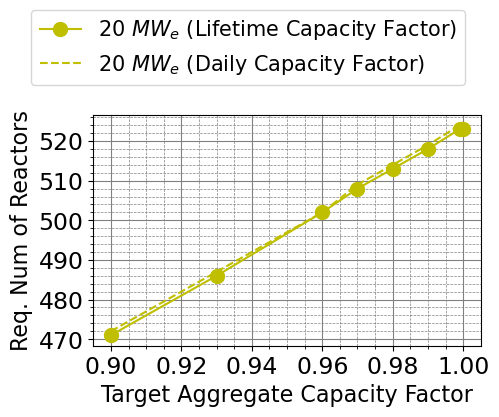 20 MWₑ (Lifetime Capacity Factor)
20 MWₑ (Daily Capacity Factor)
Req. Num of Reactors
520
510
500
490
480
470
0.90 0.92 0.94 0.96 0.98 1.00
Target Aggregate Capacity Factor